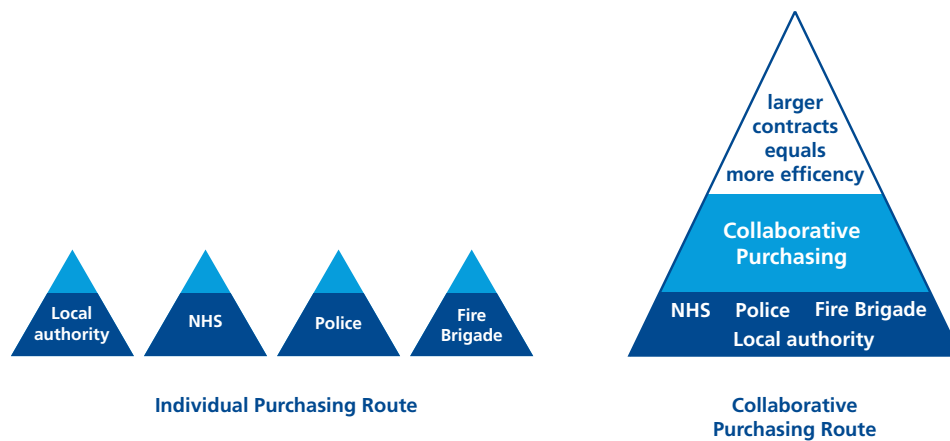 larger
contracts
equals
more efficency
Collaborative
Purchasing
NHS Police Fire Brigade
Local authority
Local
authority
NHS
Police
Fire
Brigade
Individual Purchasing Route
Collaborative
Purchasing Route